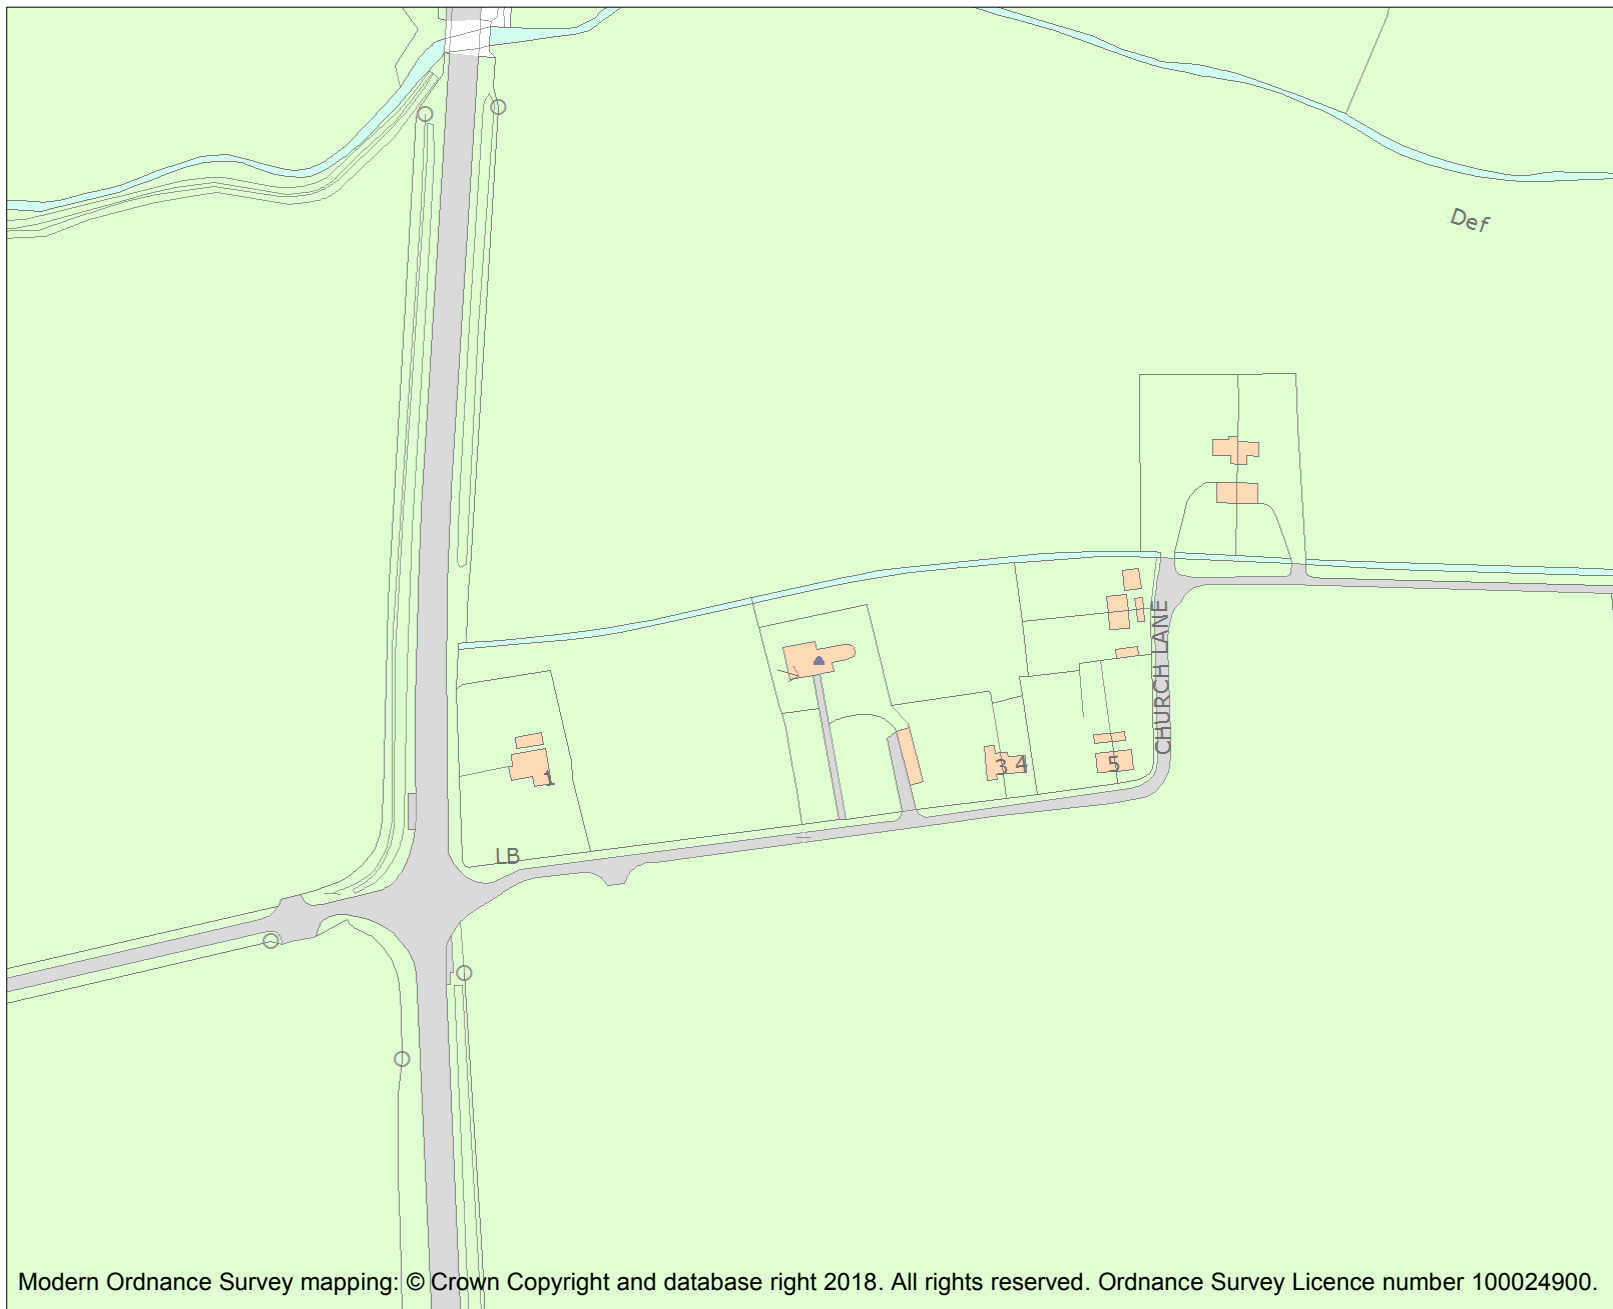 Def
CHURCH LANE
1
3
4
5
LB
Modern Ordnance Survey mapping: © Crown Copyright and database right 2018. All rights reserved. Ordnance Survey Licence number 100024900.